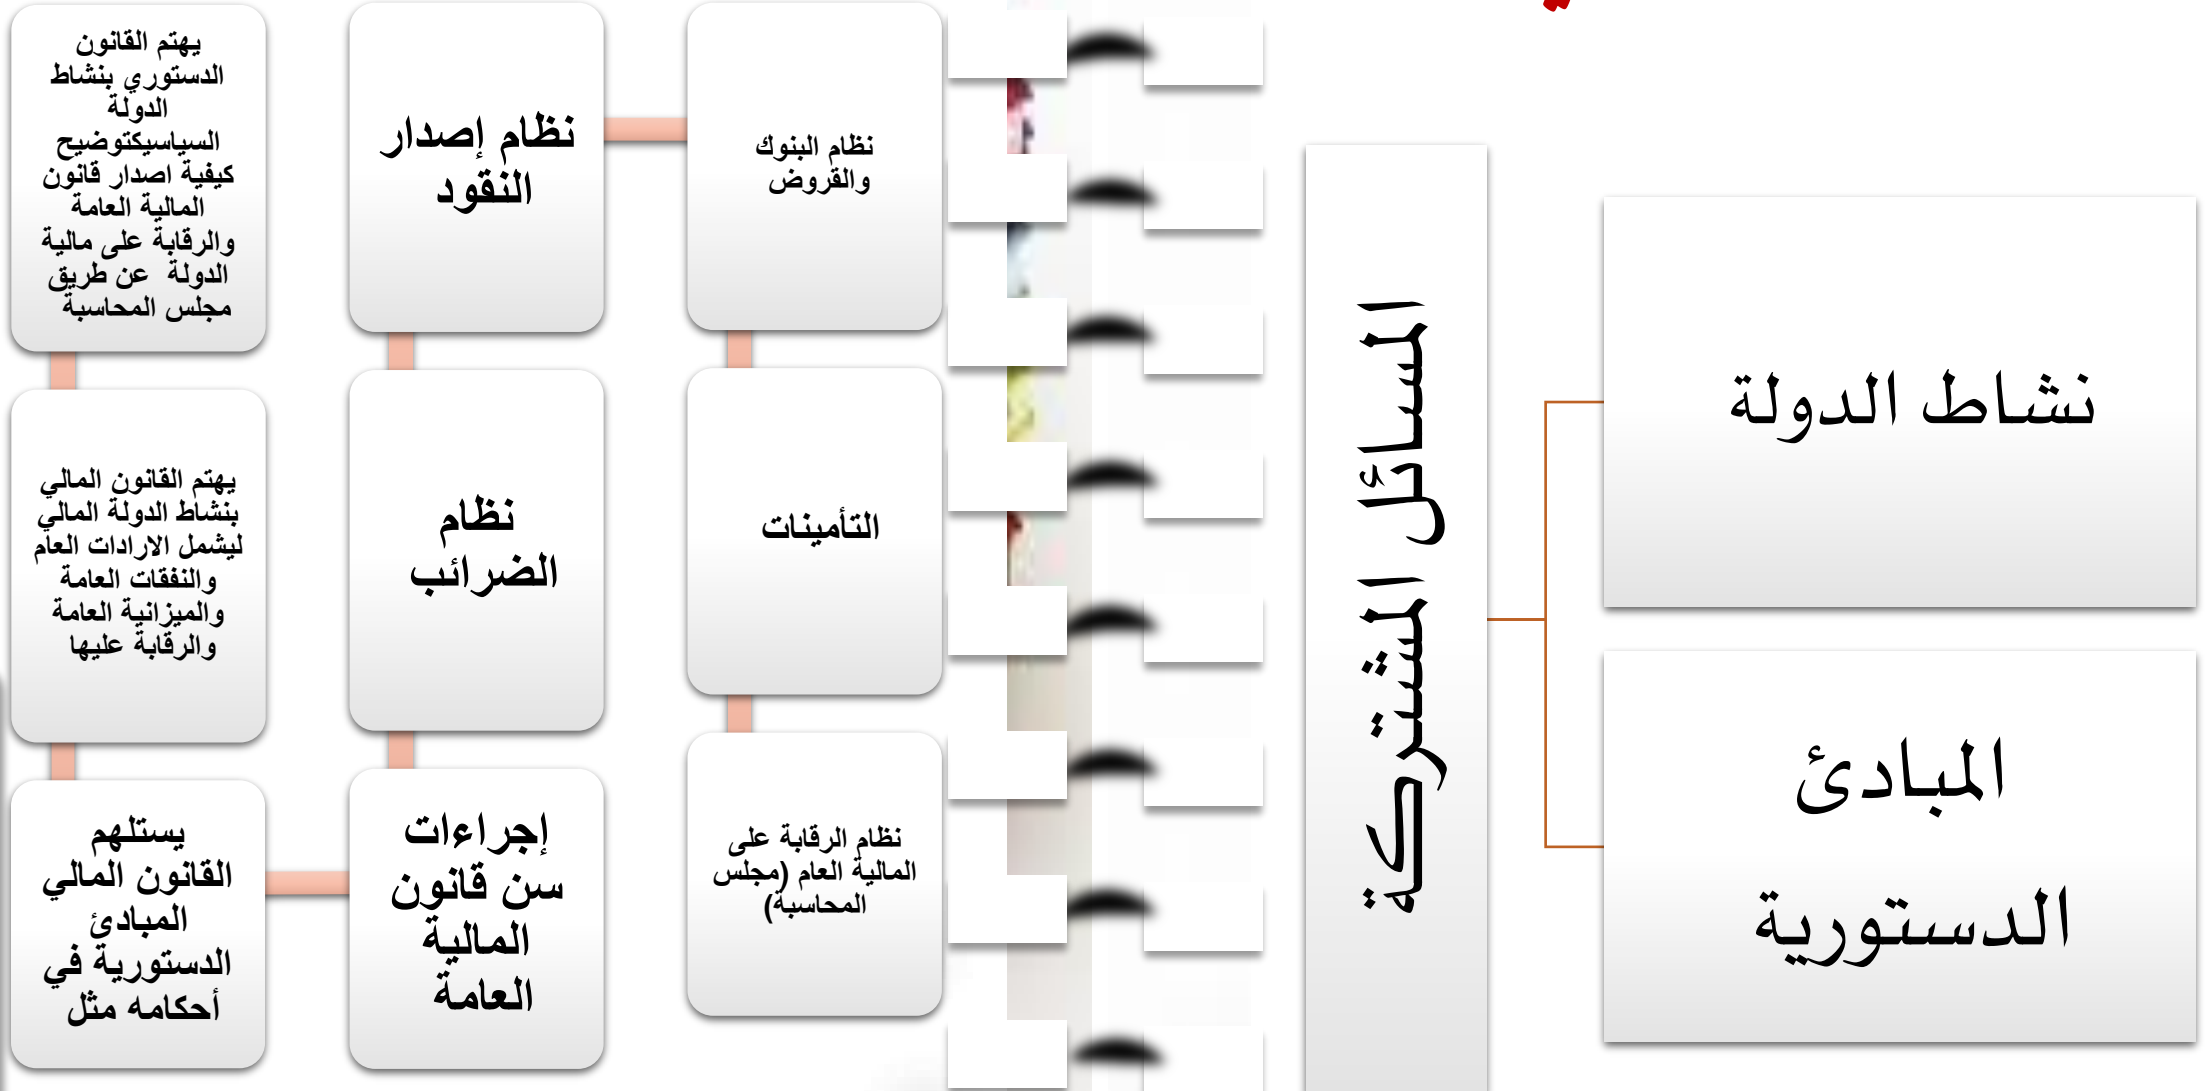 المسائل المشتركة
نشاط الدولة
المبادئ
الدستورية
يهتم القانون
الدستوري بنشاط
الدولة
السياسيكتوضيح
كيفية اصدار قانون
المالية العامة
والرقابة على مالية
الدولة عن طريق
مجلس المحاسبة
يهتم القانون المالي
بنشاط الدولة المالي
ليشمل الارادات العام
والنفقات العامة
والميزانية العامة
والرقابة عليها
يستلهم
القانون المالي
المبادئ
الدستورية في
أحكامه مثل
إجراءات
سن قانون
المالية
العامة
نظام
الضرائب
نظام إصدار
النقود
نظام البنوك
والقروض
التأمينات
نظام الرقابة على
المالية العام (مجلس
المحاسبة)